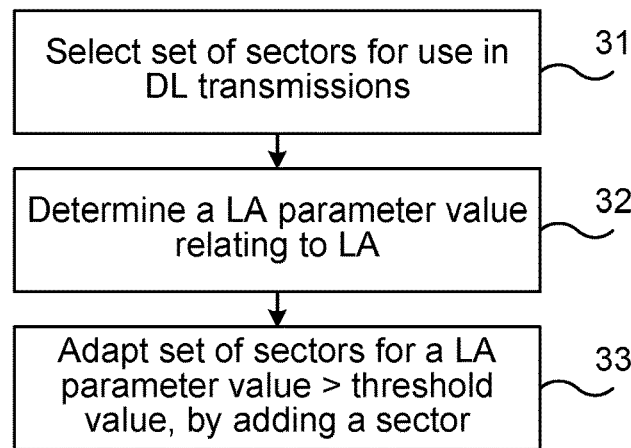 Select set of sectors for use in
DL transmissions
31
Determine a LA parameter value
relating to LA
32
Adapt set of sectors for a LA
parameter value > threshold
value, by adding a sector
33